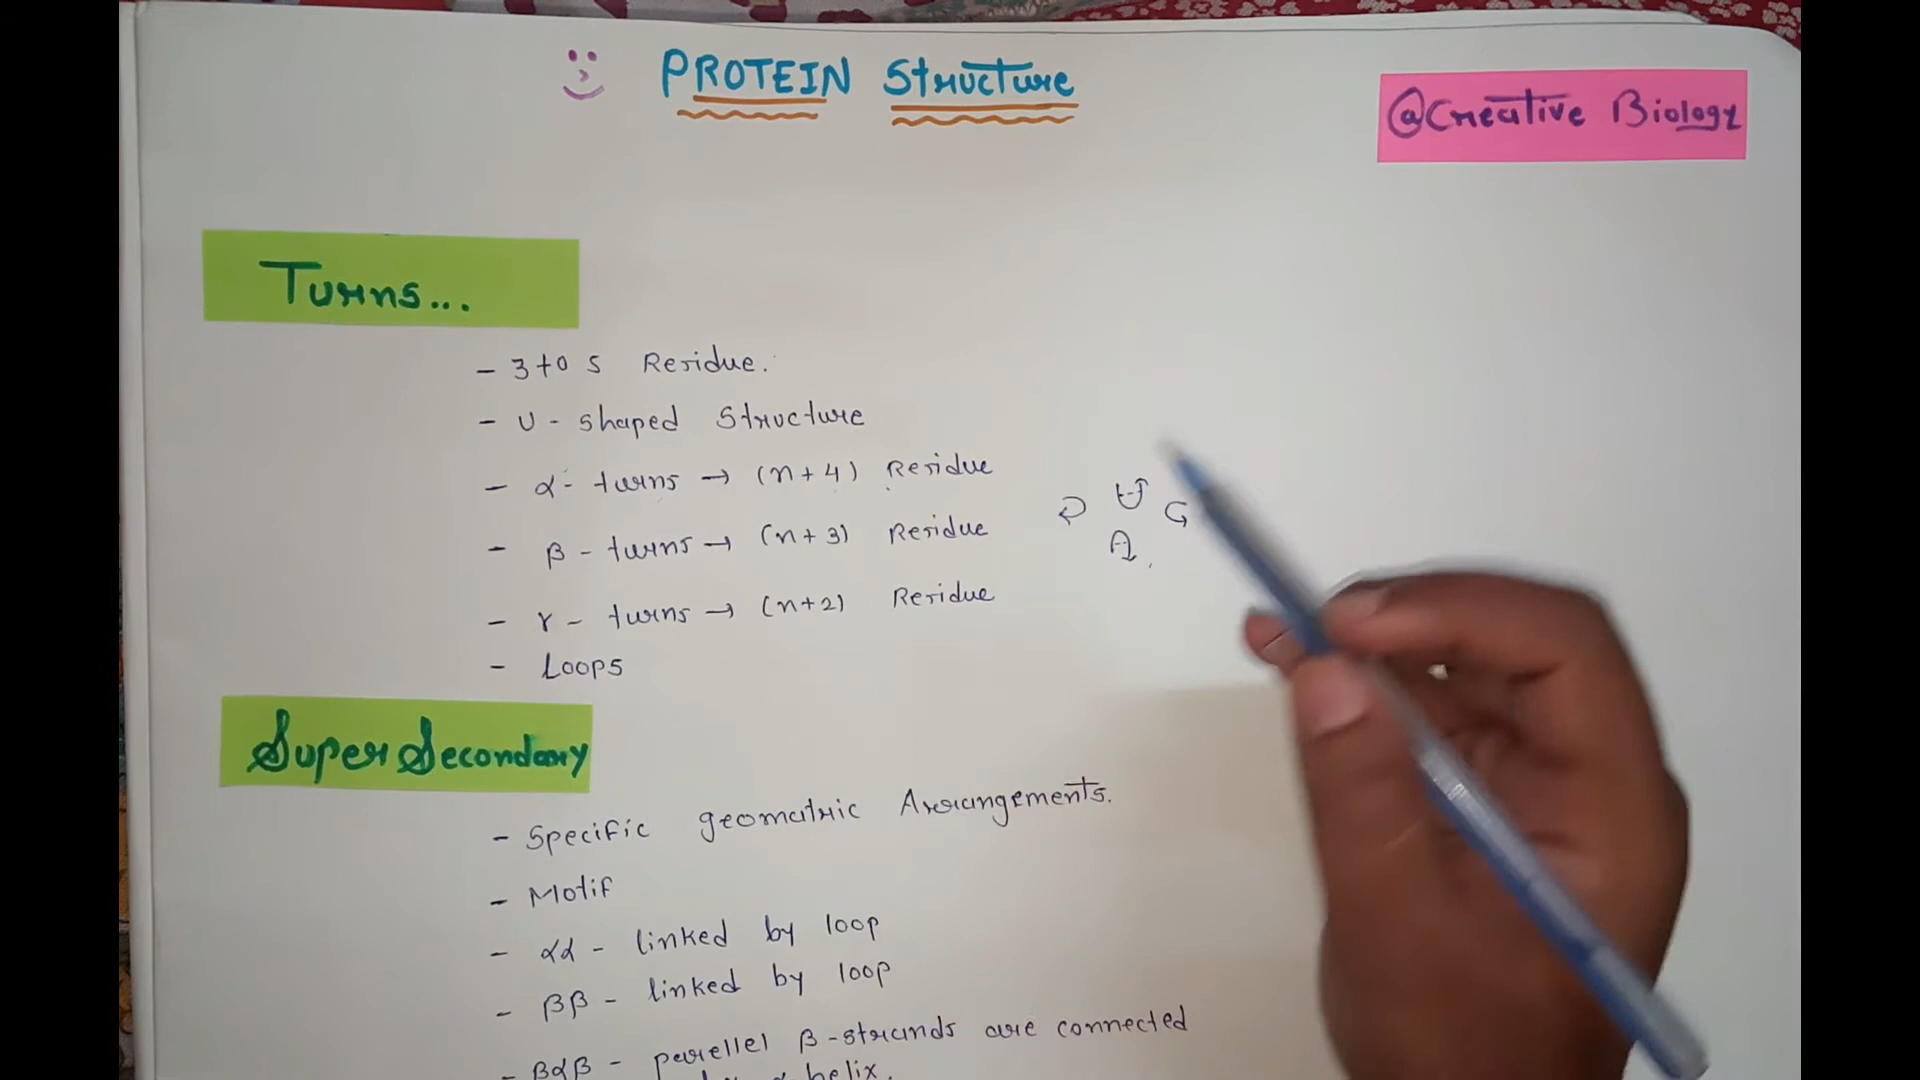 PROTEIN Structure
@Creative Biology
Turns...
- 3 to 5 Residue.
- U - shaped Structure
- α - turns → (n+4) Residue
- β - turns → (n+3) Residue
- γ - turns → (n+2) Residue
- Loops
Super Secondary
- Specific geomatric Arrangements.
- Motif
- αα - linked by loop
- ββ - linked by loop
- βαβ - parellel β-strands are connected
helix.